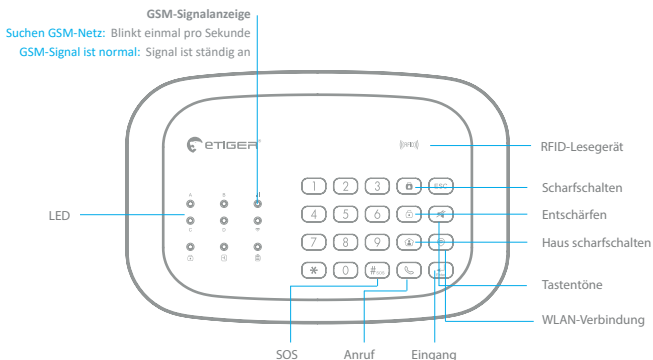 GSM-Signalanzeige
Suchen GSM-Netz: Blinkt einmal pro Sekunde
GSM-Signal ist normal: Signal ist ständig an
eTIGER
((RFID))
RFID-Lesegerät
A B
1 2 3 ESC
Scharfschalten
LED
4 5 6
Entschärfen
C D
7 8 9
Haus scharfschalten
* 0 #SOS
Tastentöne
WLAN-Verbindung
SOS Anruf Eingang